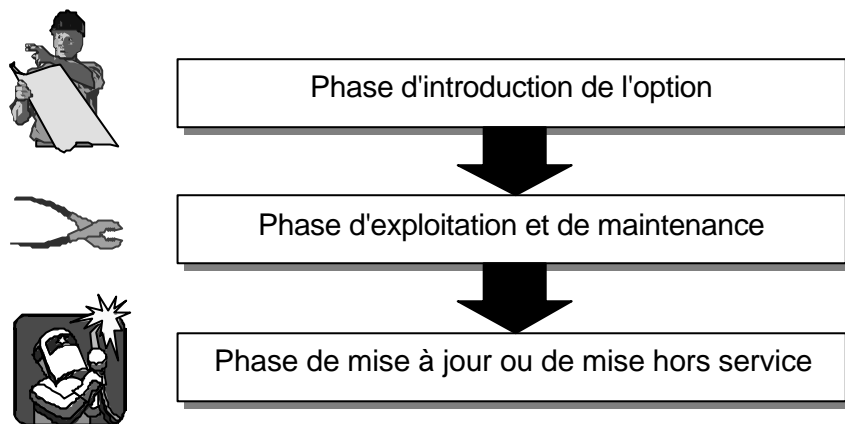 Phase d'introduction de l'option
Phase d'exploitation et de maintenance
Phase de mise à jour ou de mise hors service